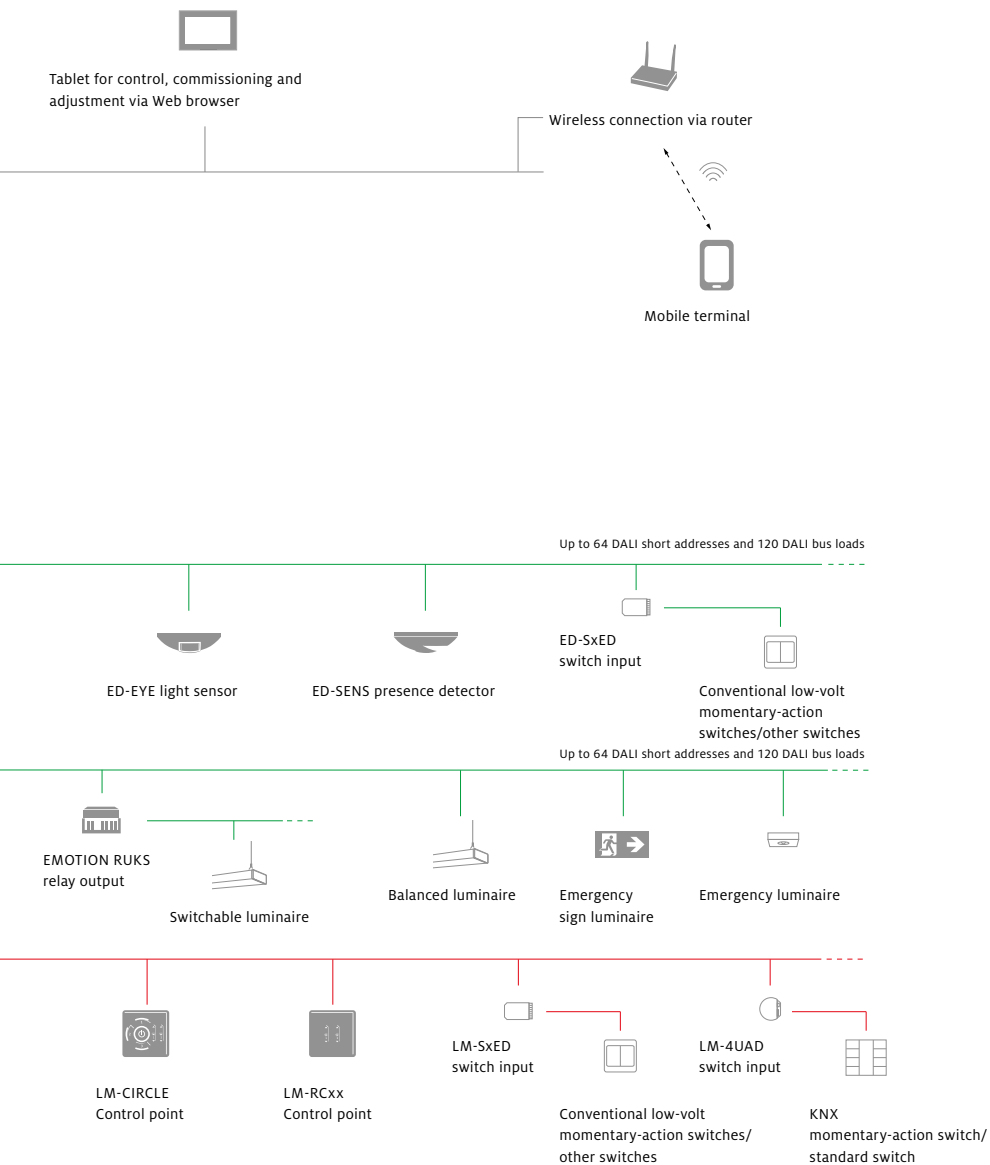 Tablet for control, commissioning and
adjustment via Web browser
Wireless connection via router
Mobile terminal
Up to 64 DALI short addresses and 120 DALI bus loads
ED-SxED
switch input
ED-EYE light sensor
ED-SENS presence detector
Conventional low-volt
momentary-action
switches/other switches
Up to 64 DALI short addresses and 120 DALI bus loads
EMOTION RUKS
relay output
Switchable luminaire
Balanced luminaire
Emergency
sign luminaire
Emergency luminaire
LM-CIRCLE
Control point
LM-RCxx
Control point
LM-SxED
switch input
Conventional low-volt
momentary-action switches/
other switches
LM-4UAD
switch input
KNX
momentary-action switch/
standard switch